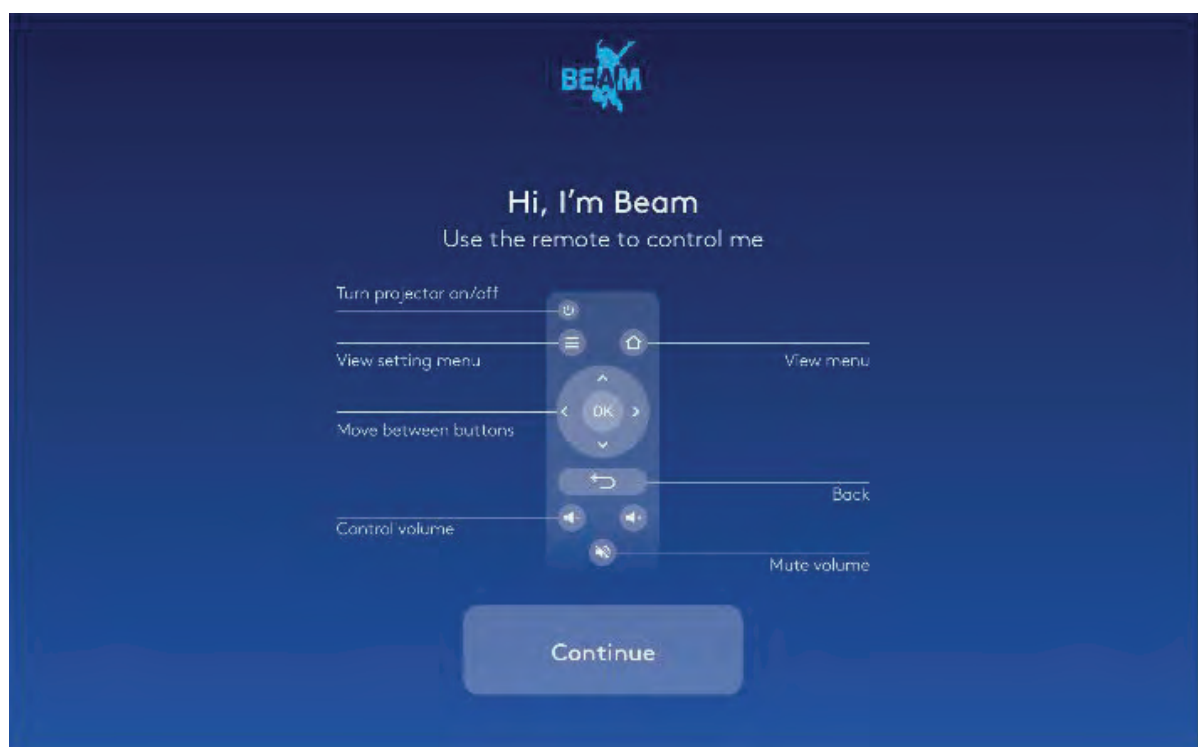 BEAM
Hi, I'm Beam
Use the remote to control me
Turn projector on/off
View setting menu
View menu
OK
Move between buttons
Back
Control volume
Mute volume
Continue